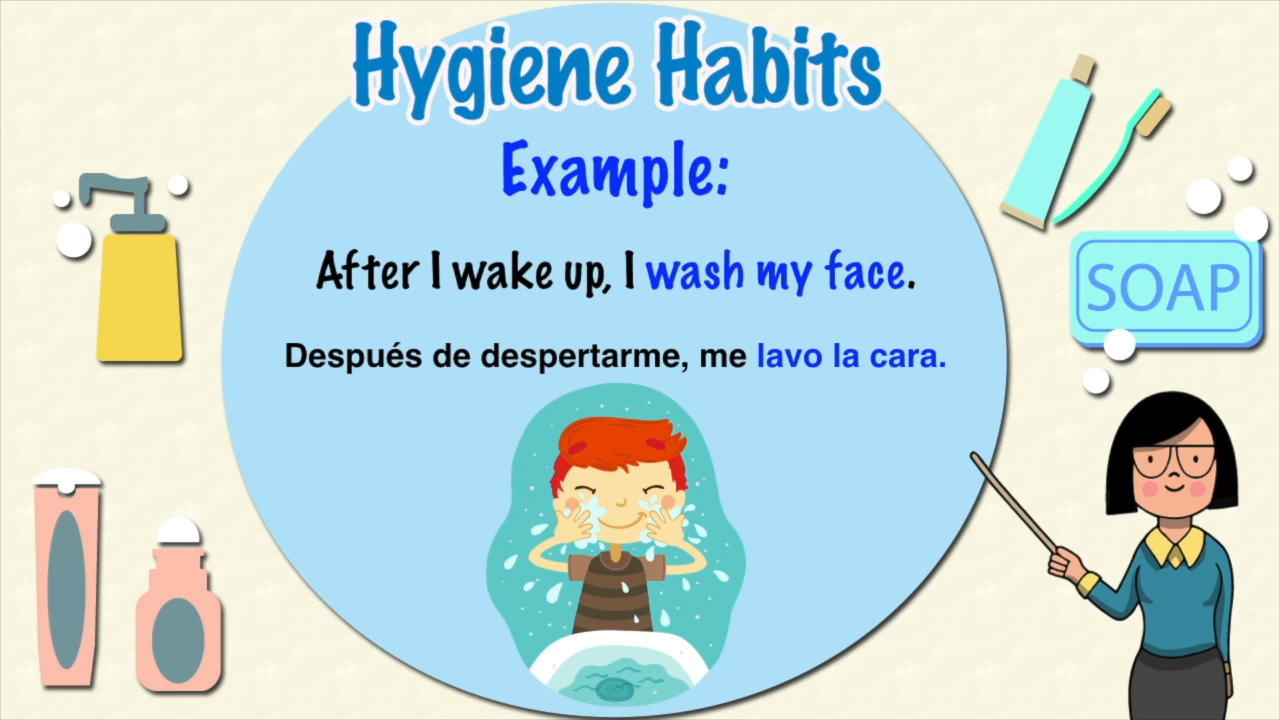 Hygiene Habits
Example:
After I wake up, I wash my face.
Después de despertarme, me lavo la cara.
SOAP